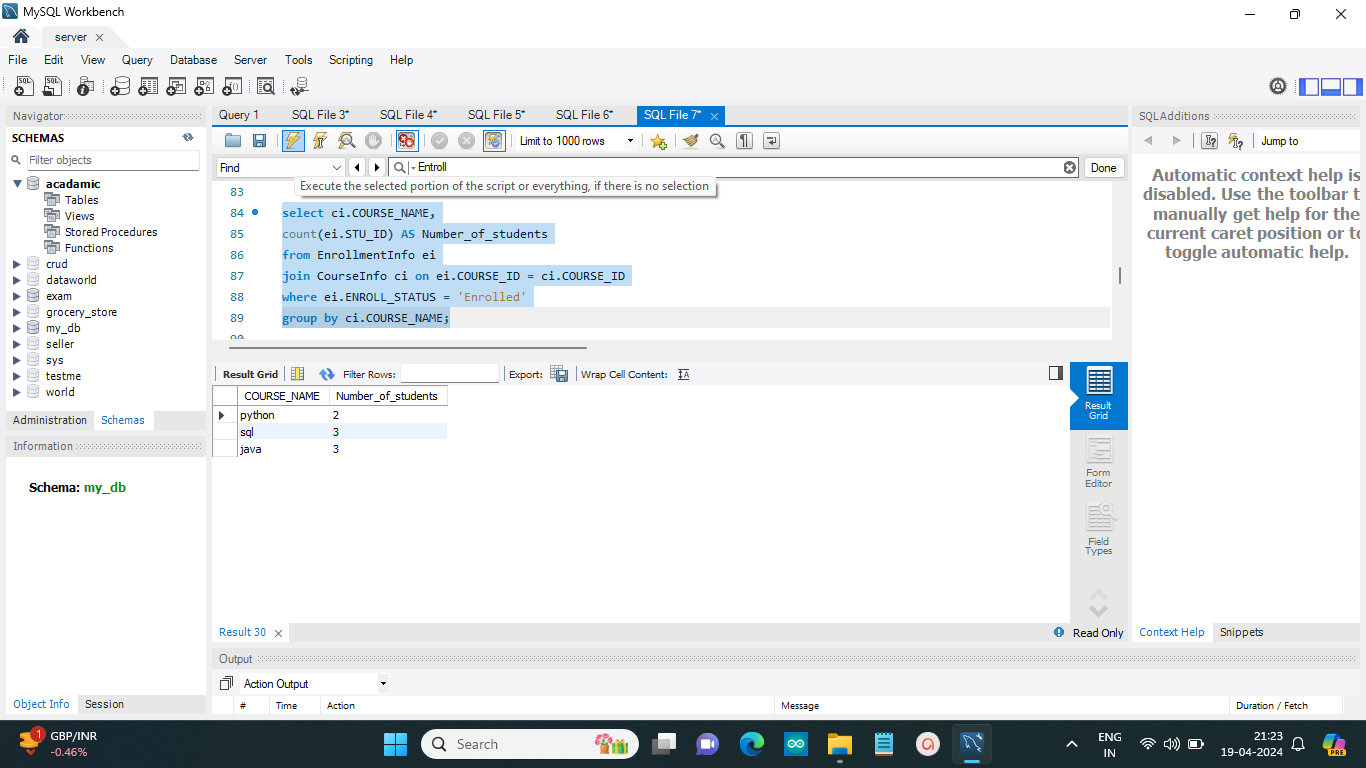 MySQL Workbench
server
File Edit View Query Database Server Tools Scripting Help
Navigator
SCHEMAS
Filter objects
acadamic
Tables
Views
Stored Procedures
Functions
crud
dataworld
exam
grocery_store
my_db
seller
sys
testme
world
Administration Schemas
Information
Schema: my_db
Object Info Session
Query 1 SQL File 3* SQL File 4* SQL File 5* SQL File 6* SQL File 7*
Limit to 1000 rows
Find Entroll Done
Execute the selected portion of the script or everything, if there is no selection
83
84 select ci.COURSE_NAME,
85 count(ei.STU_ID) AS Number_of_students
86 from EnrollmentInfo ei
87 join CourseInfo ci on ei.COURSE_ID = ci.COURSE_ID
88 where ei.ENROLL_STATUS = 'Enrolled'
89 group by ci.COURSE_NAME;
90
Result Grid Filter Rows: Export: Wrap Cell Content:
COURSE_NAME Number_of_students
python 2
sql 3
java 3
Result Grid
Form Editor
Field Types
Result 30 Read Only
Output
Action Output
# Time Action Message Duration / Fetch
SQLAdditions
Jump to
Automatic context help is
disabled. Use the toolbar t
manually get help for the
current caret position or to
toggle automatic help.
Context Help Snippets
1
GBP/INR
-0.46%
Search
ENG
IN
21:23
19-04-2024
PRE